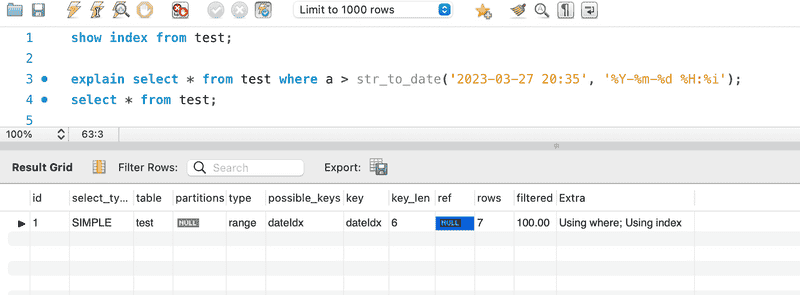 Limit to 1000 rows
1 show index from test;
2
3 explain select * from test where a > str_to_date('2023-03-27 20:35', '%Y-%m-%d %H:%i');
4 select * from test;
5
100% 63:3
Result Grid Filter Rows: Search Export:
id select_ty... table partitions type possible_keys key key_len ref rows filtered Extra
1 SIMPLE test NULL range dateIdx dateIdx 6 NULL 7 100.00 Using where; Using index